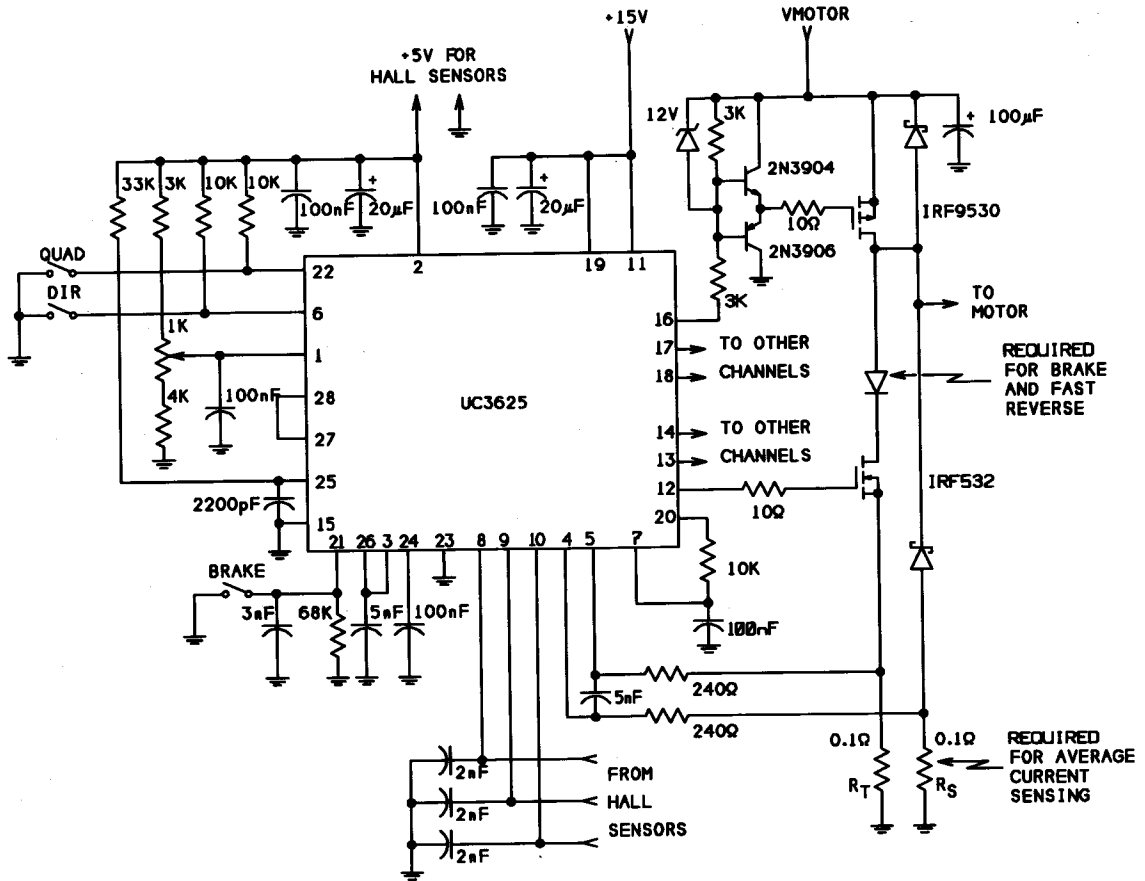 +15V
VMOTOR
+5V FOR
HALL SENSORS
12V
3K
100µF
+
33K
3K
10K
10K
100nF
+
20µF
100nF
+
20µF
2N3904
10Ω
IRF9530
2N3906
QUAD
22
2
19
11
3K
DIR
6
16
TO
MOTOR
1K
1
17
TO OTHER
18
CHANNELS
REQUIRED
FOR BRAKE
AND FAST
REVERSE
4K
100nF
28
UC3625
27
14
TO OTHER
13
CHANNELS
25
12
IRF532
2200pF
10Ω
15
20
21
26
3
24
23
8
9
10
4
5
7
10K
BRAKE
3nF
68K
5nF
100nF
100nF
5nF
240Ω
240Ω
0.1Ω
0.1Ω
REQUIRED
FOR AVERAGE
CURRENT
SENSING
RT
RS
2nF
FROM
2nF
HALL
2nF
SENSORS